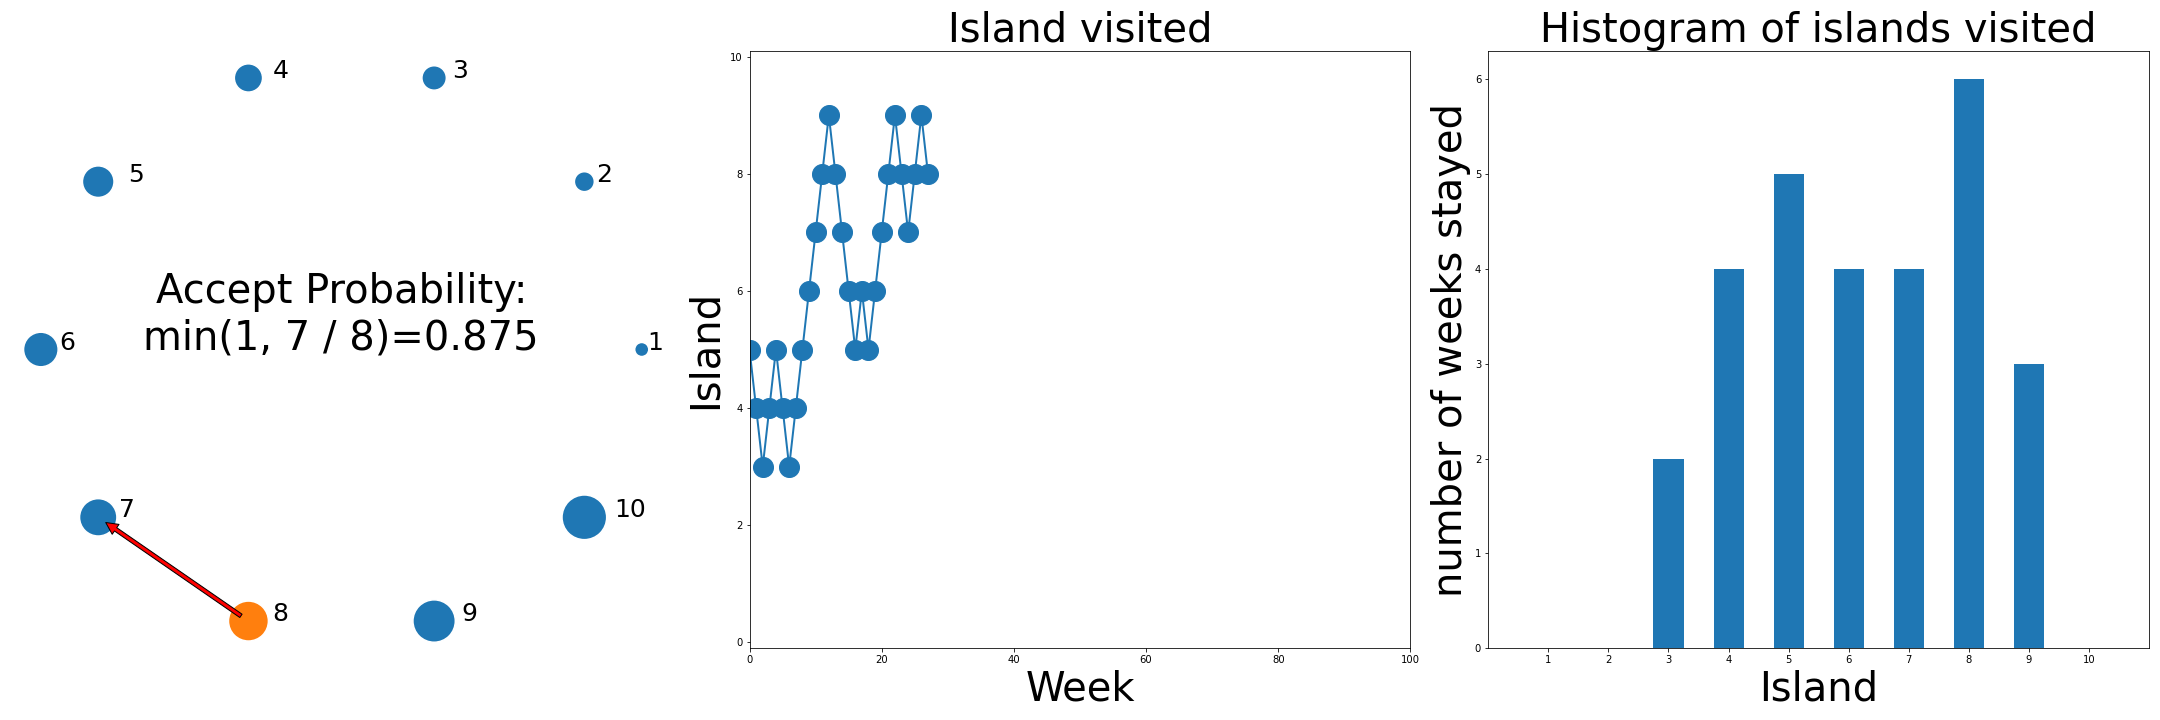 4
3
5
2
Accept Probability:
min(1, 7 / 8)=0.875
6
1
7
10
8
9
Island visited
Island
10
8
6
4
2
0
0 20 40 60 80 100
Week
Histogram of islands visited
number of weeks stayed
6
5
4
3
2
1
0
1 2 3 4 5 6 7 8 9 10
Island